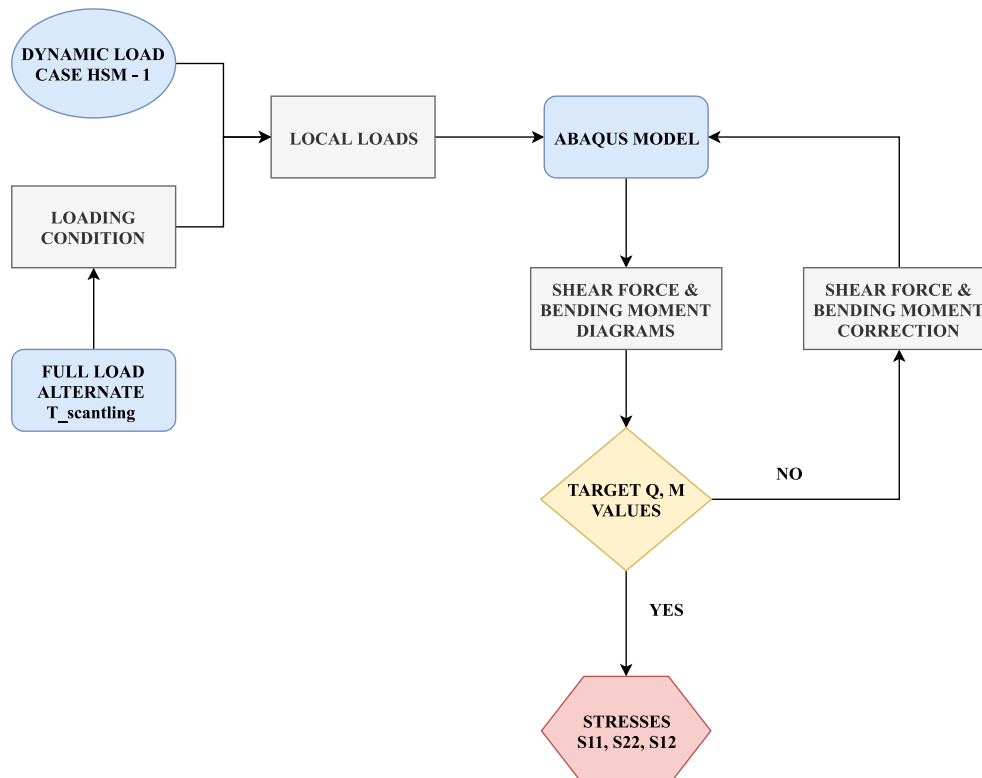 DYNAMIC LOAD
CASE HSM - 1
LOCAL LOADS
ABAQUS MODEL
LOADING
CONDITION
SHEAR FORCE &
BENDING MOMENT
DIAGRAMS
SHEAR FORCE &
BENDING MOMENT
CORRECTION
FULL LOAD
ALTERNATE
T_scantling
TARGET Q, M
VALUES
NO
YES
STRESSES
S11, S22, S12